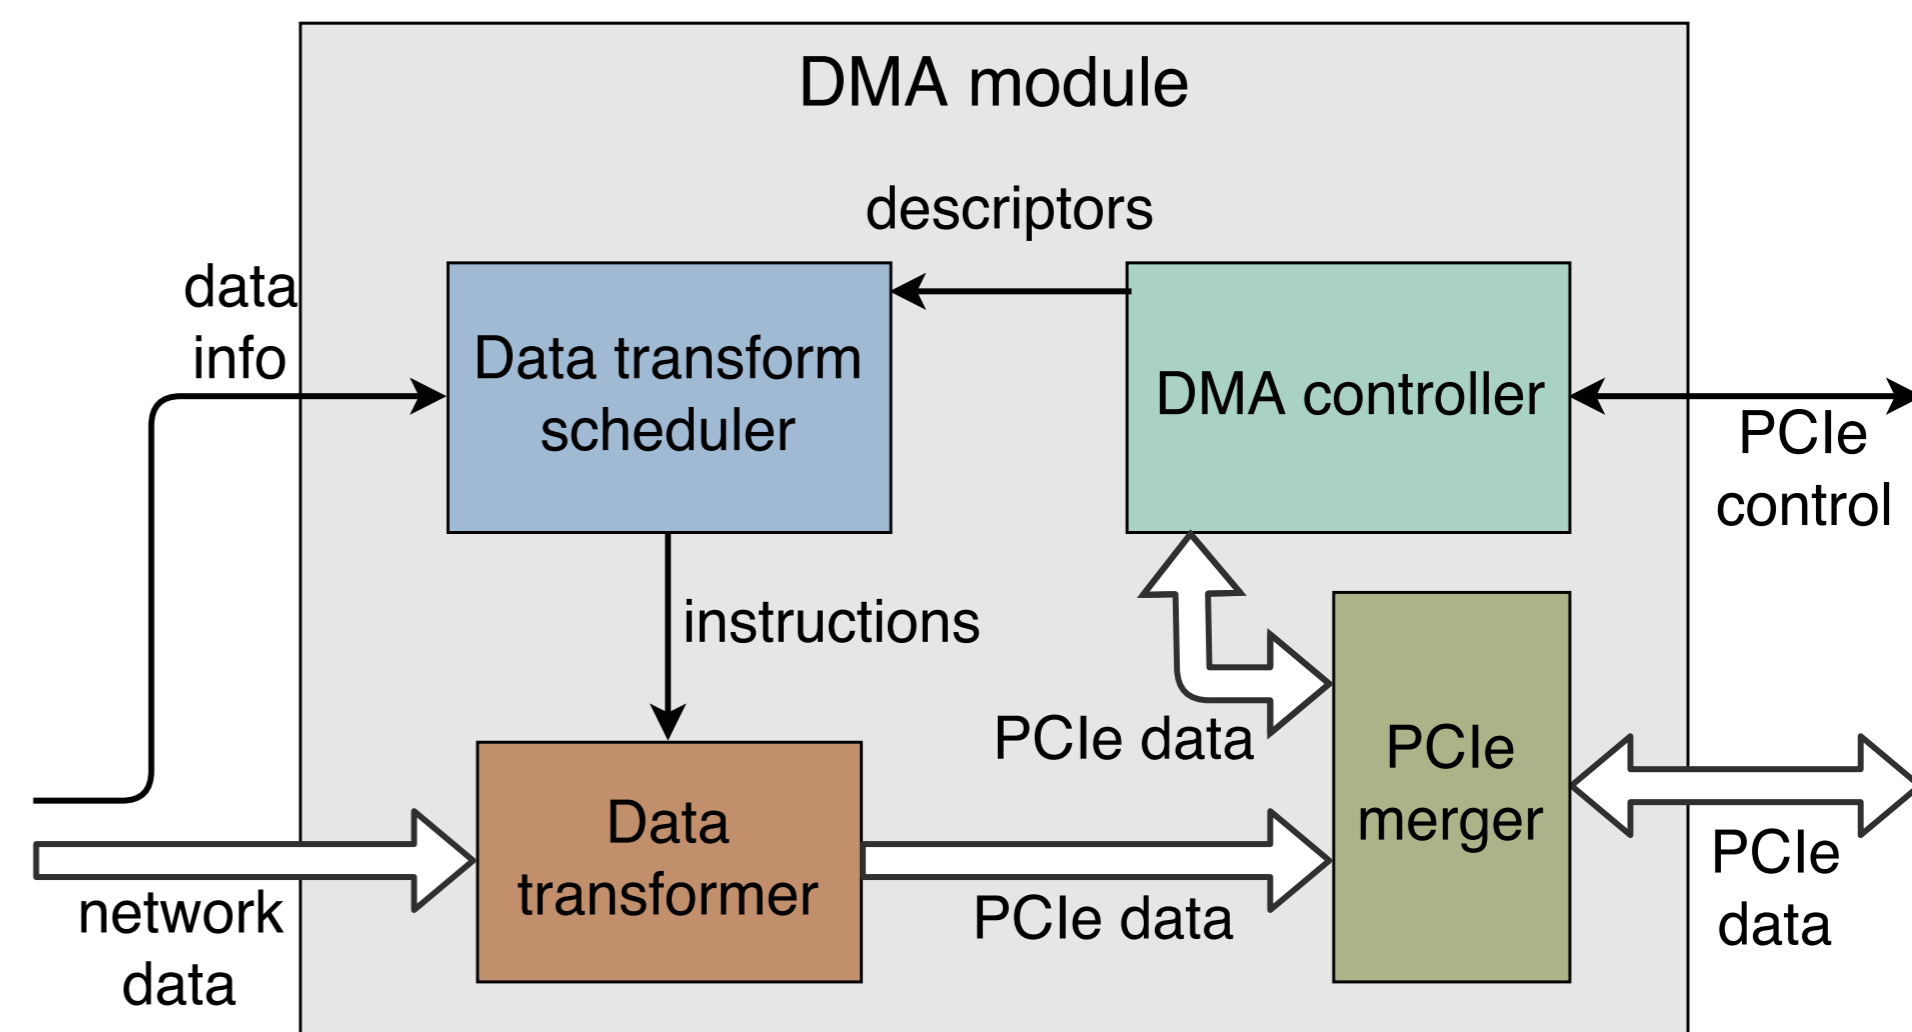 DMA module
descriptors
data
info
Data transform
scheduler
DMA controller
PCIe
control
instructions
PCIe data
PCIe
merger
Data
transformer
PCIe data
PCIe
data
network
data